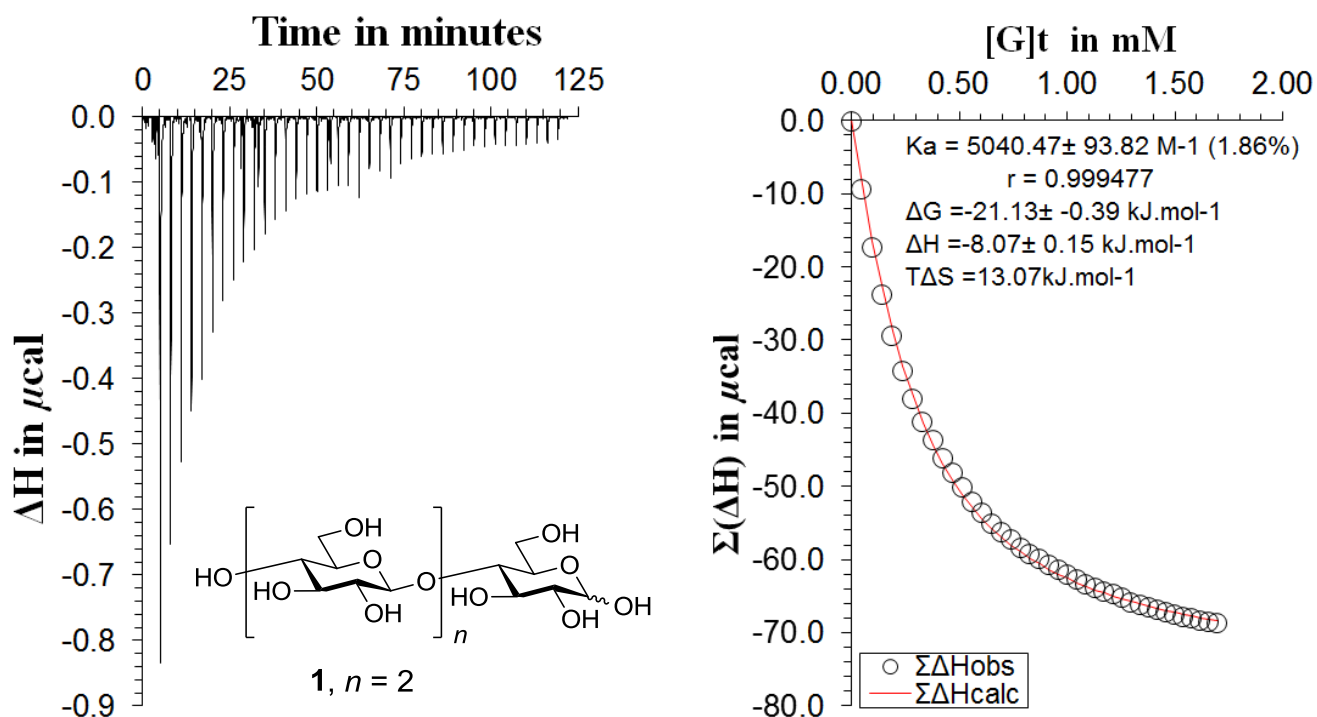 Time in minutes
0 25 50 75 100 125
0.0
-0.1
-0.2
-0.3
-0.4
-0.5
-0.6
-0.7
-0.8
-0.9
ΔH in μcal
OH
HO
O
O
HO
OH
n
OH
O
HO
OH
OH
1, n = 2
[G]t in mM
0.00 0.50 1.00 1.50 2.00
0.0
-10.0
-20.0
-30.0
-40.0
-50.0
-60.0
-70.0
-80.0
Σ(ΔH) in μcal
Ka = 5040.47± 93.82 M-1 (1.86%)
r = 0.999477
ΔG =-21.13± -0.39 kJ.mol-1
ΔH =-8.07± 0.15 kJ.mol-1
TΔS =13.07kJ.mol-1
ΣΔHobs
ΣΔHcalc